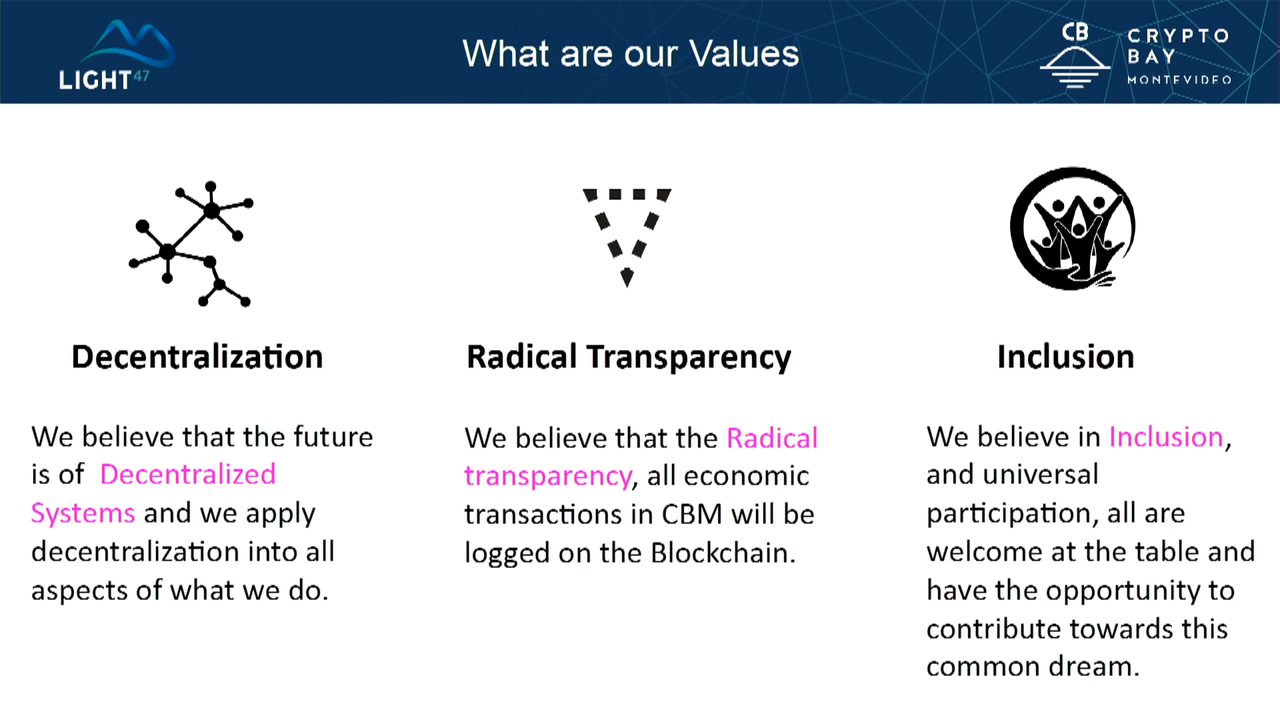 LIGHT47
What are our Values
CB
CRYPTO
BAY
MONTEVIDEO
Decentralization
We believe that the future
is of Decentralized
Systems and we apply
decentralization into all
aspects of what we do.
Radical Transparency
We believe that the Radical
transparency, all economic
transactions in CBM will be
logged on the Blockchain.
Inclusion
We believe in Inclusion,
and universal
participation, all are
welcome at the table and
have the opportunity to
contribute towards this
common dream.